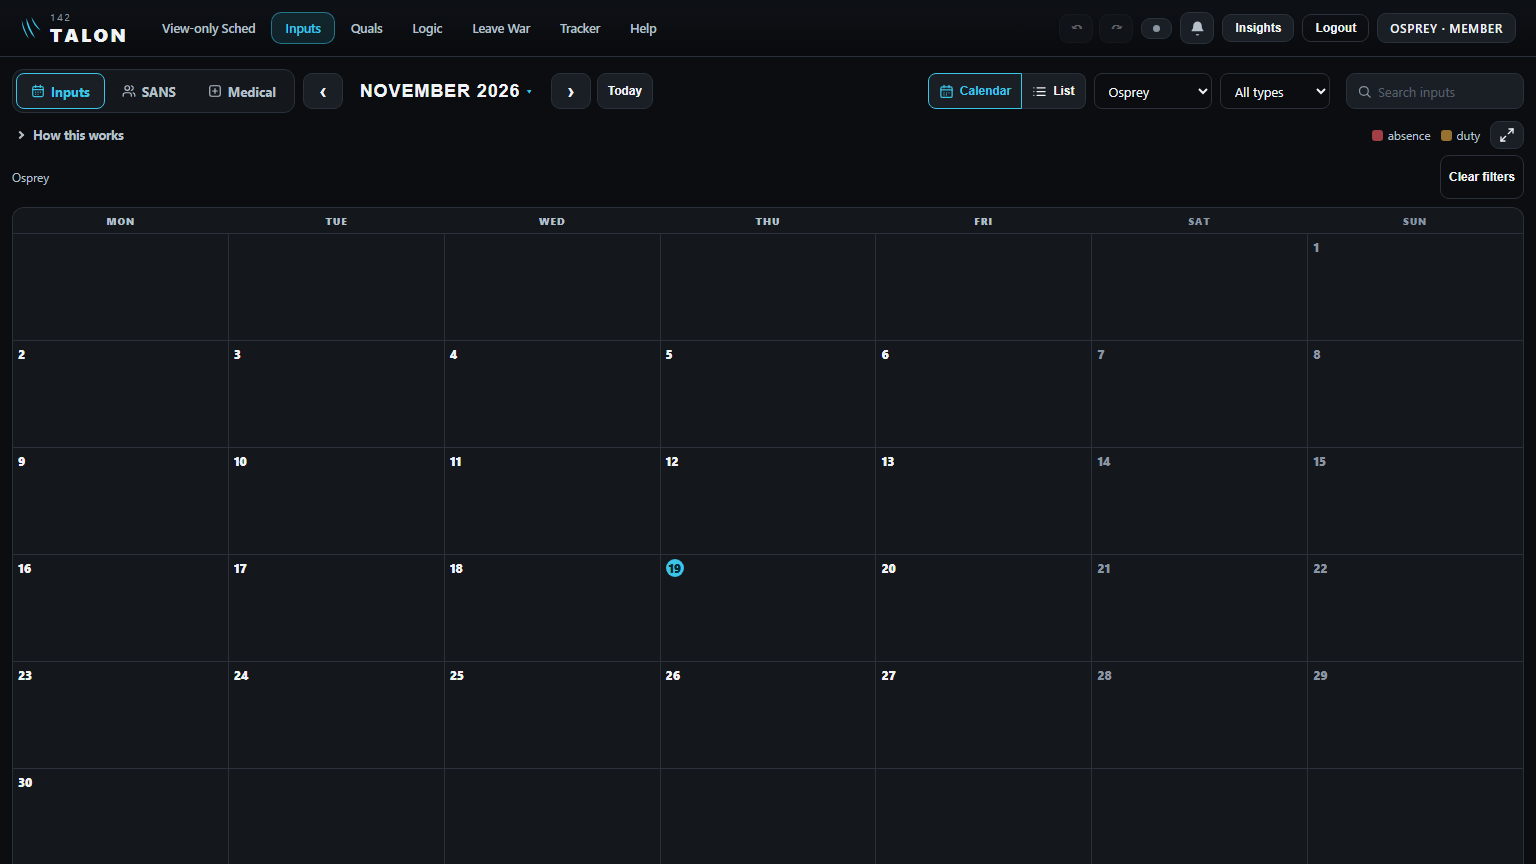 142
TALON
View-only Sched
Inputs
Quals
Logic
Leave War
Tracker
Help
Insights
Logout
OSPREY · MEMBER
Inputs
SANS
Medical
‹
NOVEMBER 2026
›
Today
Calendar
List
Osprey
All types
Search inputs
How this works
absence
duty
Osprey
Clear filters
MON TUE WED THU FRI SAT SUN
1
2 3 4 5 6 7 8
9 10 11 12 13 14 15
16 17 18 19 20 21 22
23 24 25 26 27 28 29
30